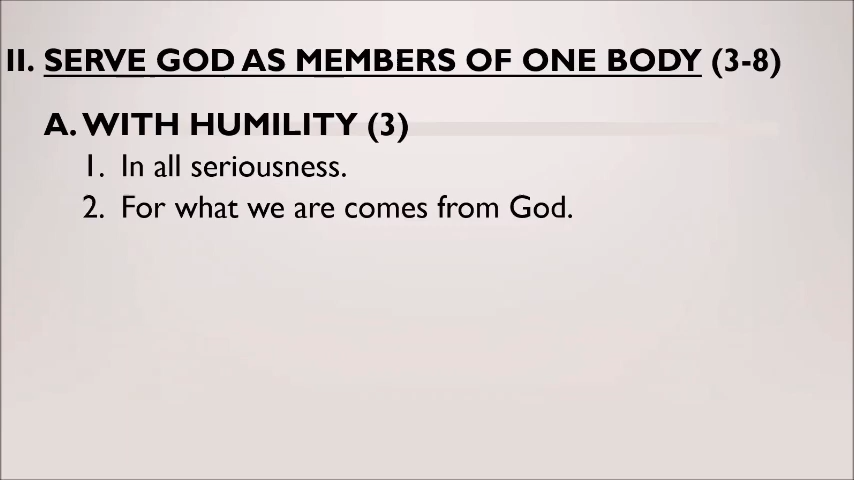 II. SERVE GOD AS MEMBERS OF ONE BODY (3-8)
A. WITH HUMILITY (3)
1. In all seriousness.
2. For what we are comes from God.